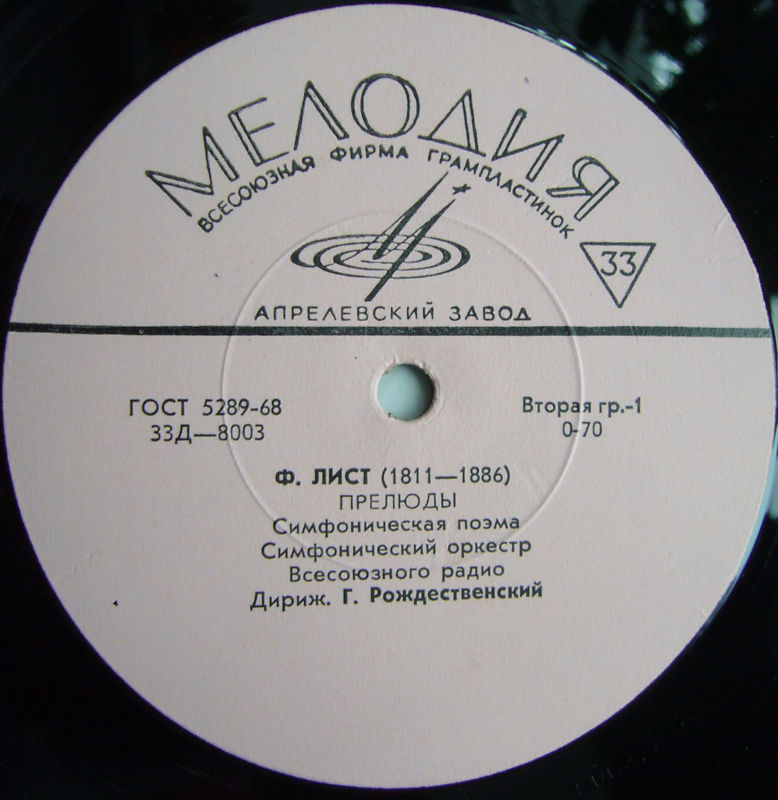 МЕЛОДИЯ
ВСЕСОЮЗНАЯ ФИРМА ГРАМПЛАСТИНОК
33
АПРЕЛЕВСКИЙ ЗАВОД
ГОСТ 5289-68
33Д—8003
Вторая гр.-1
0-70
Ф. ЛИСТ (1811—1886)
ПРЕЛЮДЫ
Симфоническая поэма
Симфонический оркестр
Всесоюзного радио
Дириж. Г. Рождественский